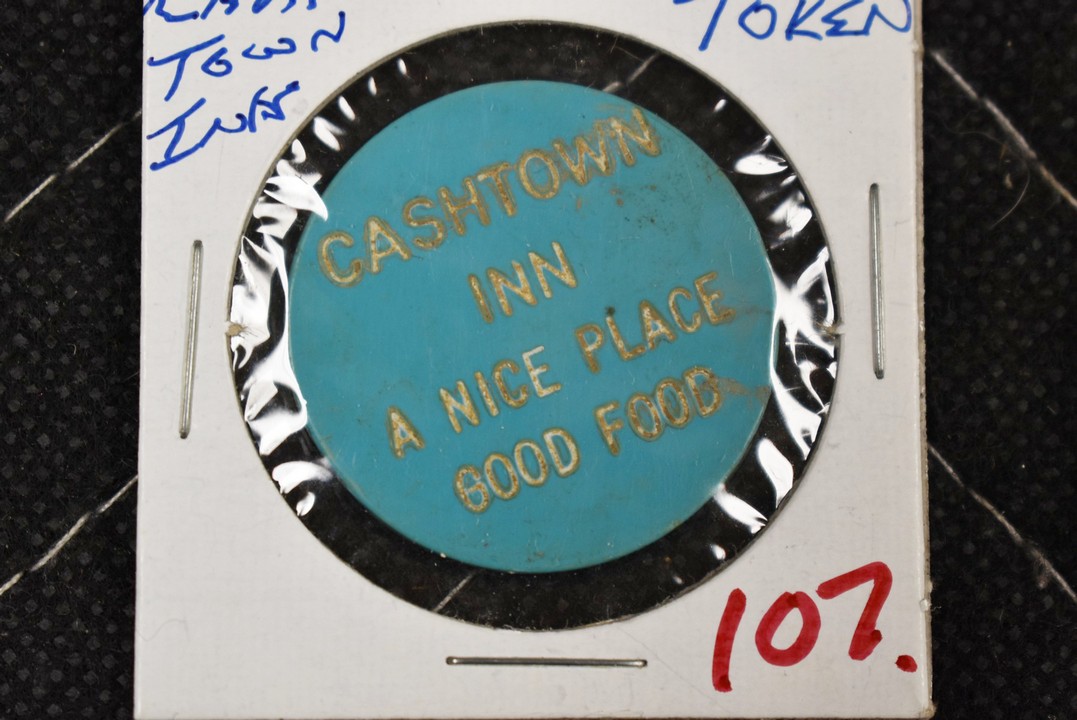 TOWN
INN
TOKEN
CASHTOWN
INN
A NICE PLACE
GOOD FOOD
107.